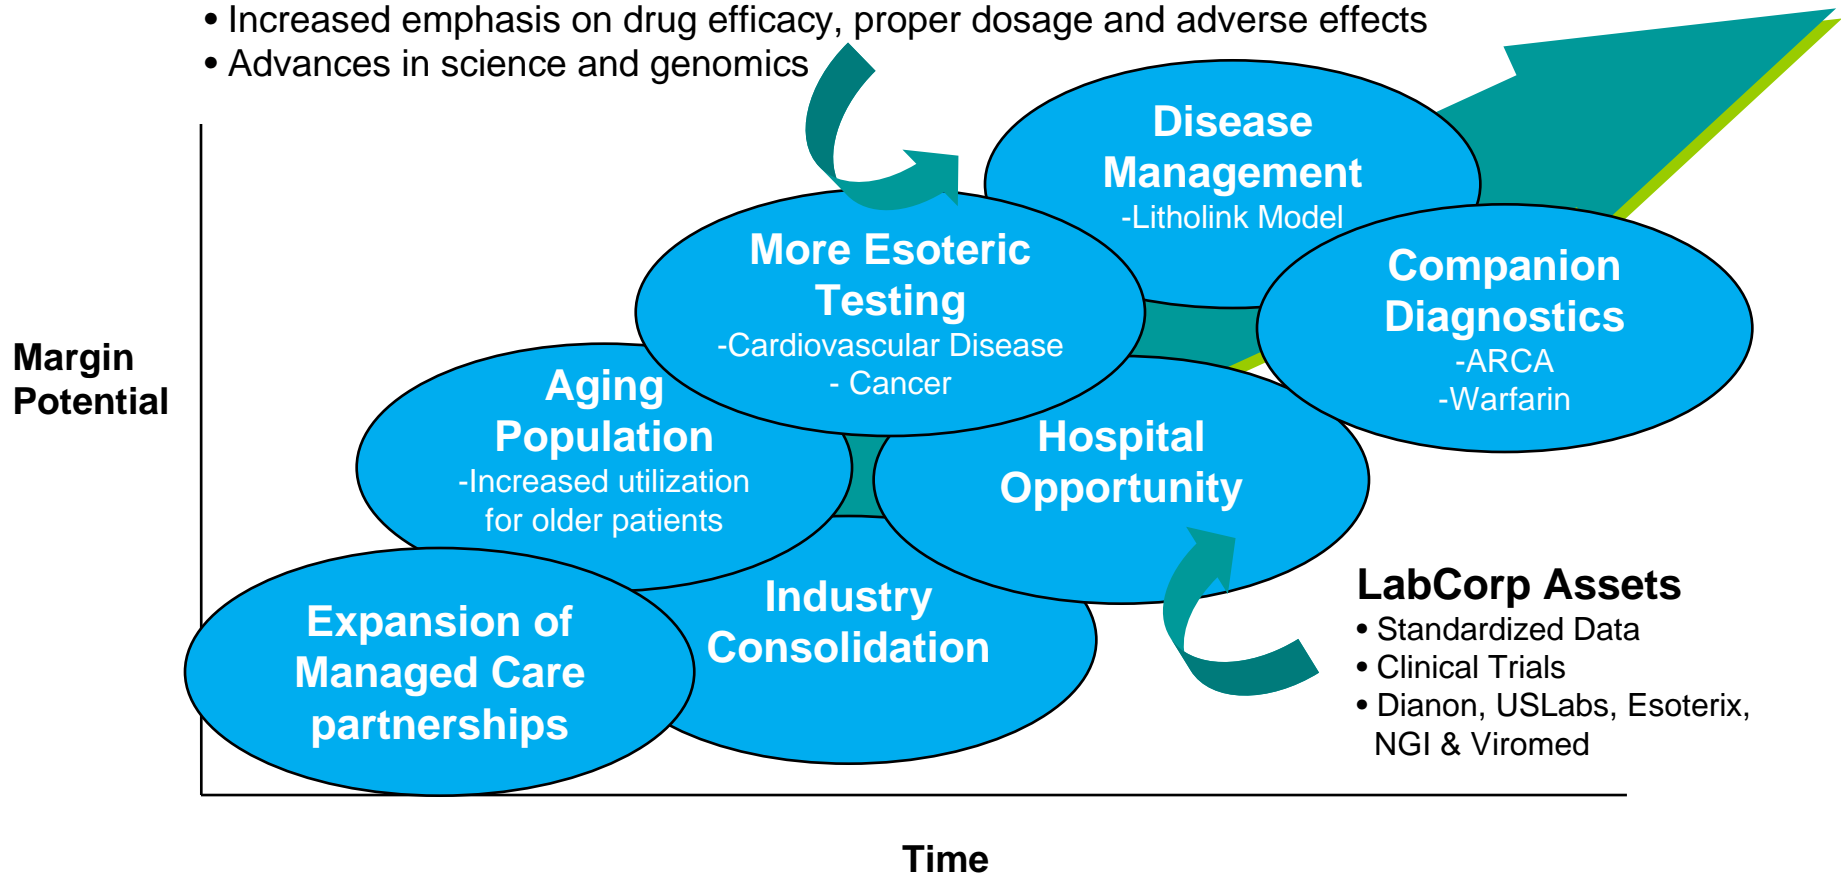 • Increased emphasis on drug efficacy, proper dosage and adverse effects
• Advances in science and genomics
Disease
Management
-Litholink Model
More Esoteric
Testing
-Cardiovascular Disease
- Cancer
Companion
Diagnostics
-ARCA
-Warfarin
Margin
Potential
Aging
Population
-Increased utilization
for older patients
Hospital
Opportunity
Industry
Consolidation
Expansion of
Managed Care
partnerships
LabCorp Assets
• Standardized Data
• Clinical Trials
• Dianon, USLabs, Esoterix,
NGI & Viromed
Time